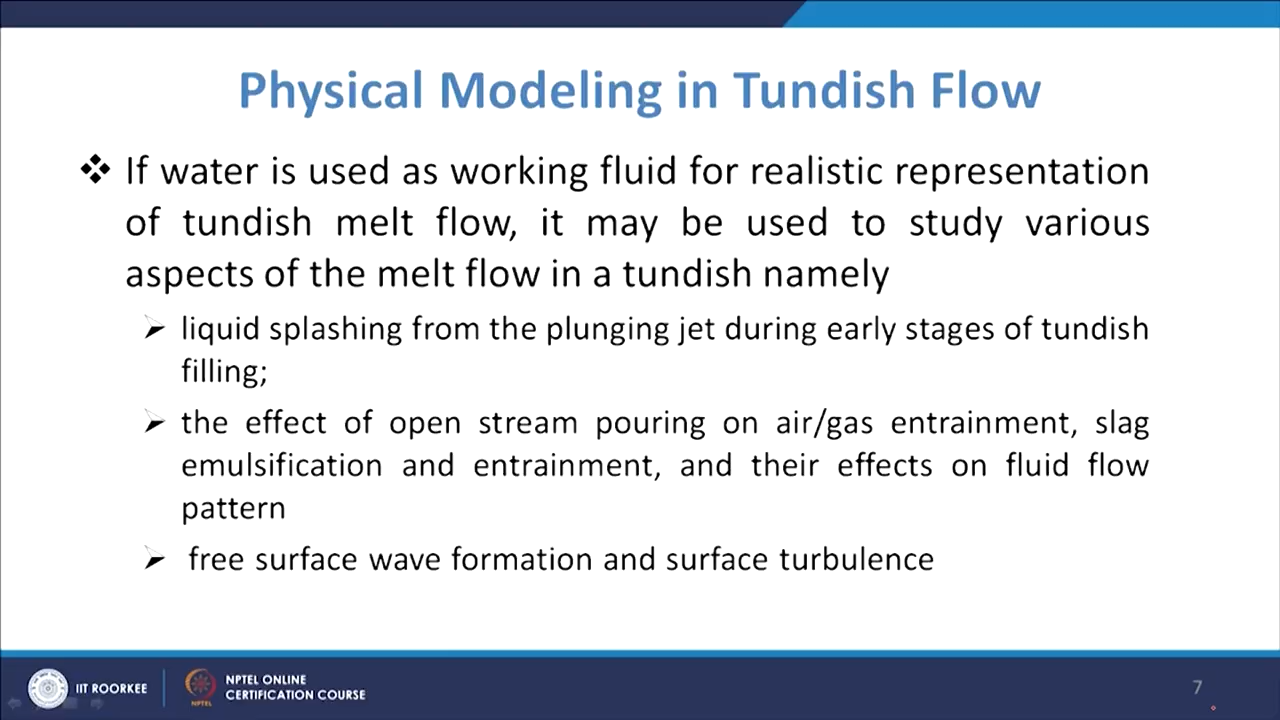 Physical Modeling in Tundish Flow
If water is used as working fluid for realistic representation
of tundish melt flow, it may be used to study various
aspects of the melt flow in a tundish namely
liquid splashing from the plunging jet during early stages of tundish
filling;
the effect of open stream pouring on air/gas entrainment, slag
emulsification and entrainment, and their effects on fluid flow
pattern
free surface wave formation and surface turbulence
IIT ROORKEE
NPTEL ONLINE
CERTIFICATION COURSE
NPTEL
7